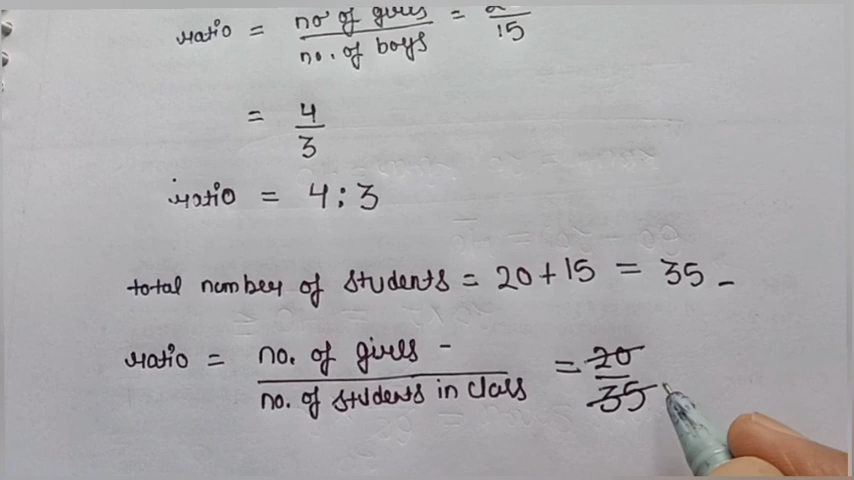 ratio = no of girls / no. of boys = 20 / 15
= 4 / 3
ratio = 4:3
total number of students = 20 + 15 = 35 -
ratio = no. of girls - / no. of students in class = 20 / 35